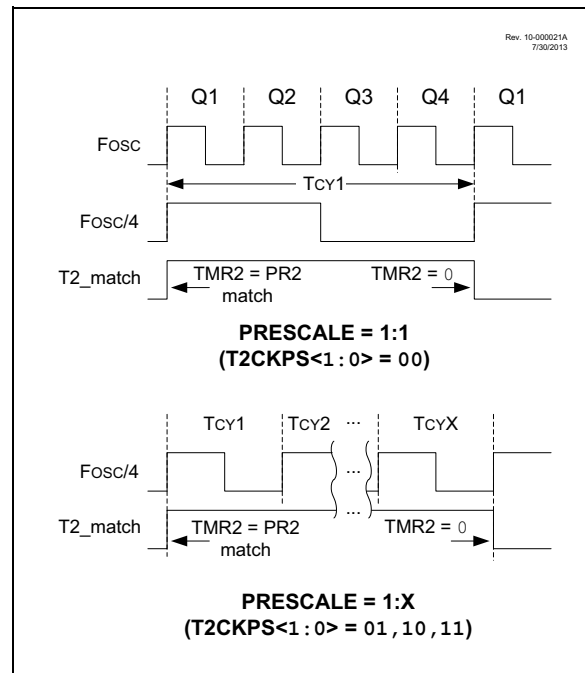 Rev. 10-000021A
7/30/2013
Q1 Q2 Q3 Q4 Q1
FOSC
TCY1
FOSC/4
T2_match
TMR2 = PR2
match
TMR2 = 0
PRESCALE = 1:1
(T2CKPS<1:0> = 00)
TCY1 TCY2 ... TCYX
FOSC/4
...
T2_match
...
TMR2 = PR2
match
TMR2 = 0
PRESCALE = 1:X
(T2CKPS<1:0> = 01,10,11)